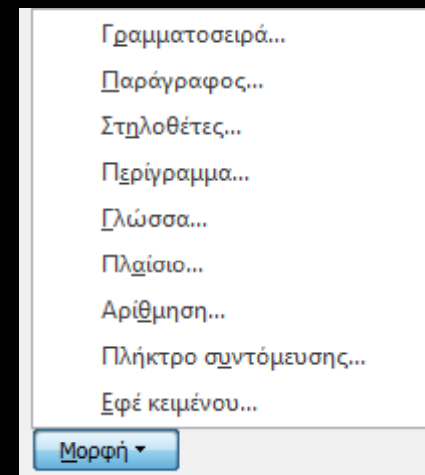 Γραμματοσειρά...
Παράγραφος...
Στηλοθέτες...
Περίγραμμα...
Γλώσσα...
Πλαίσιο...
Αρίθμηση...
Πλήκτρο συντόμευσης...
Εφέ κειμένου...
Μορφή